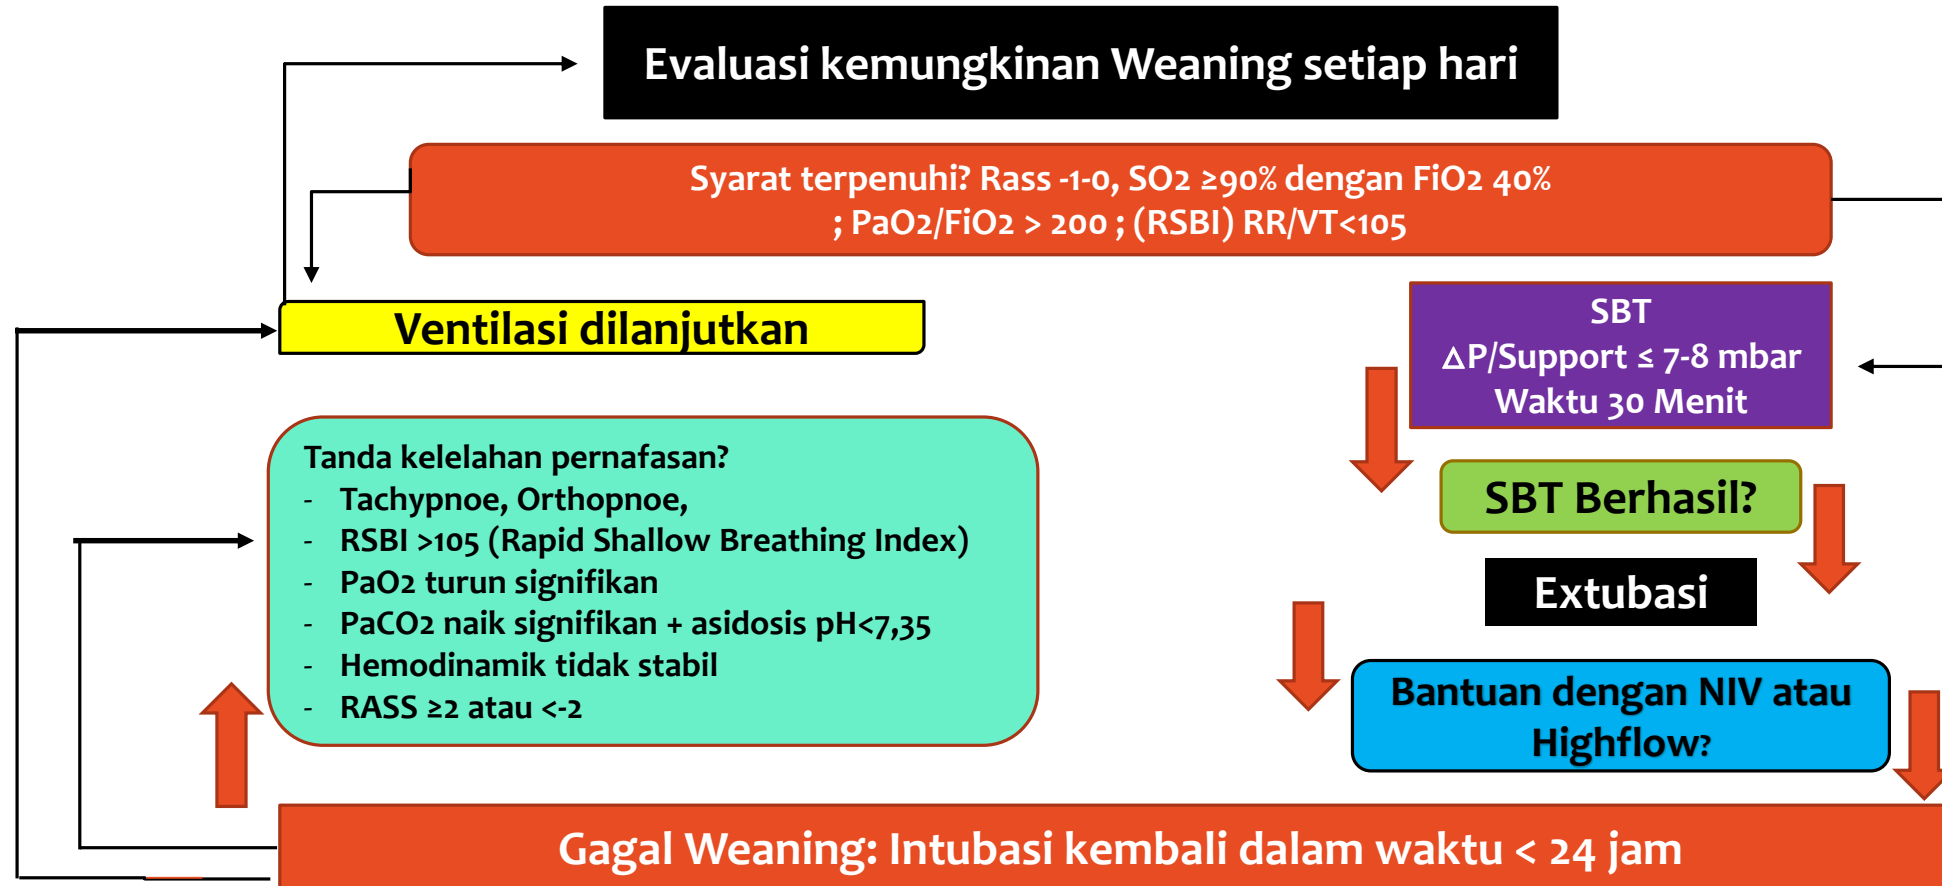 Evaluasi kemungkinan Weaning setiap hari
Syarat terpenuhi? Rass -1-0, SO2 ≥90% dengan FiO2 40%
; PaO2/FiO2 > 200 ; (RSBI) RR/VT<105
Ventilasi dilanjutkan
SBT
ΔP/Support ≤ 7-8 mbar
Waktu 30 Menit
Tanda kelelahan pernafasan?
- Tachypnoe, Orthopnoe,
- RSBI >105 (Rapid Shallow Breathing Index)
- PaO2 turun signifikan
- PaCO2 naik signifikan + asidosis pH<7,35
- Hemodinamik tidak stabil
- RASS ≥2 atau <-2
SBT Berhasil?
Extubasi
Bantuan dengan NIV atau
Highflow?
Gagal Weaning: Intubasi kembali dalam waktu < 24 jam